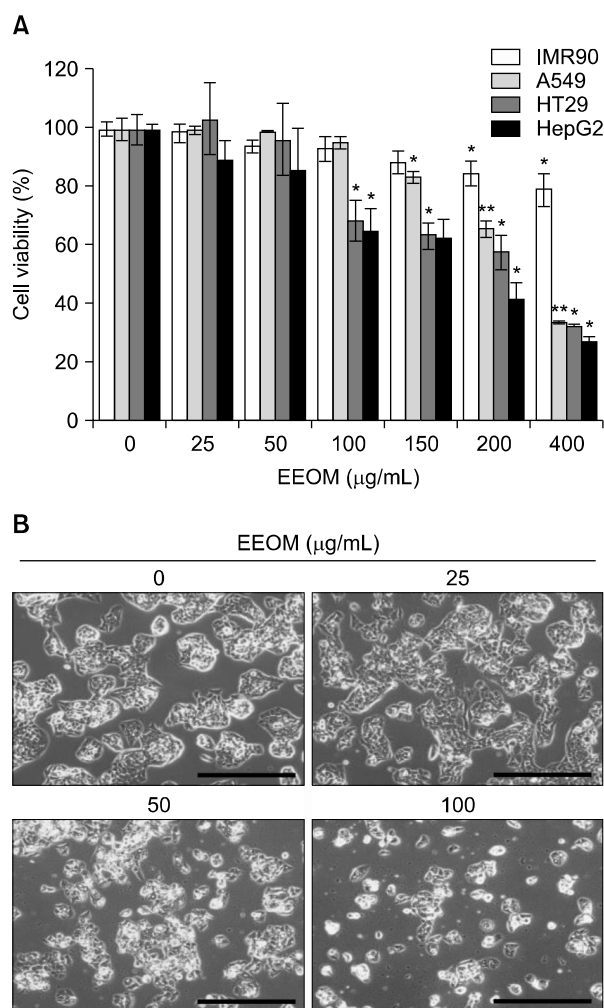 A
120
100
80
60
40
20
0
Cell viability (%)
IMR90
A549
HT29
HepG2
* *
* *
*
* ** * *
* ** * *
0 25 50 100 150 200 400
EEOM (μg/mL)
B
EEOM (μg/mL)
0 25
50 100